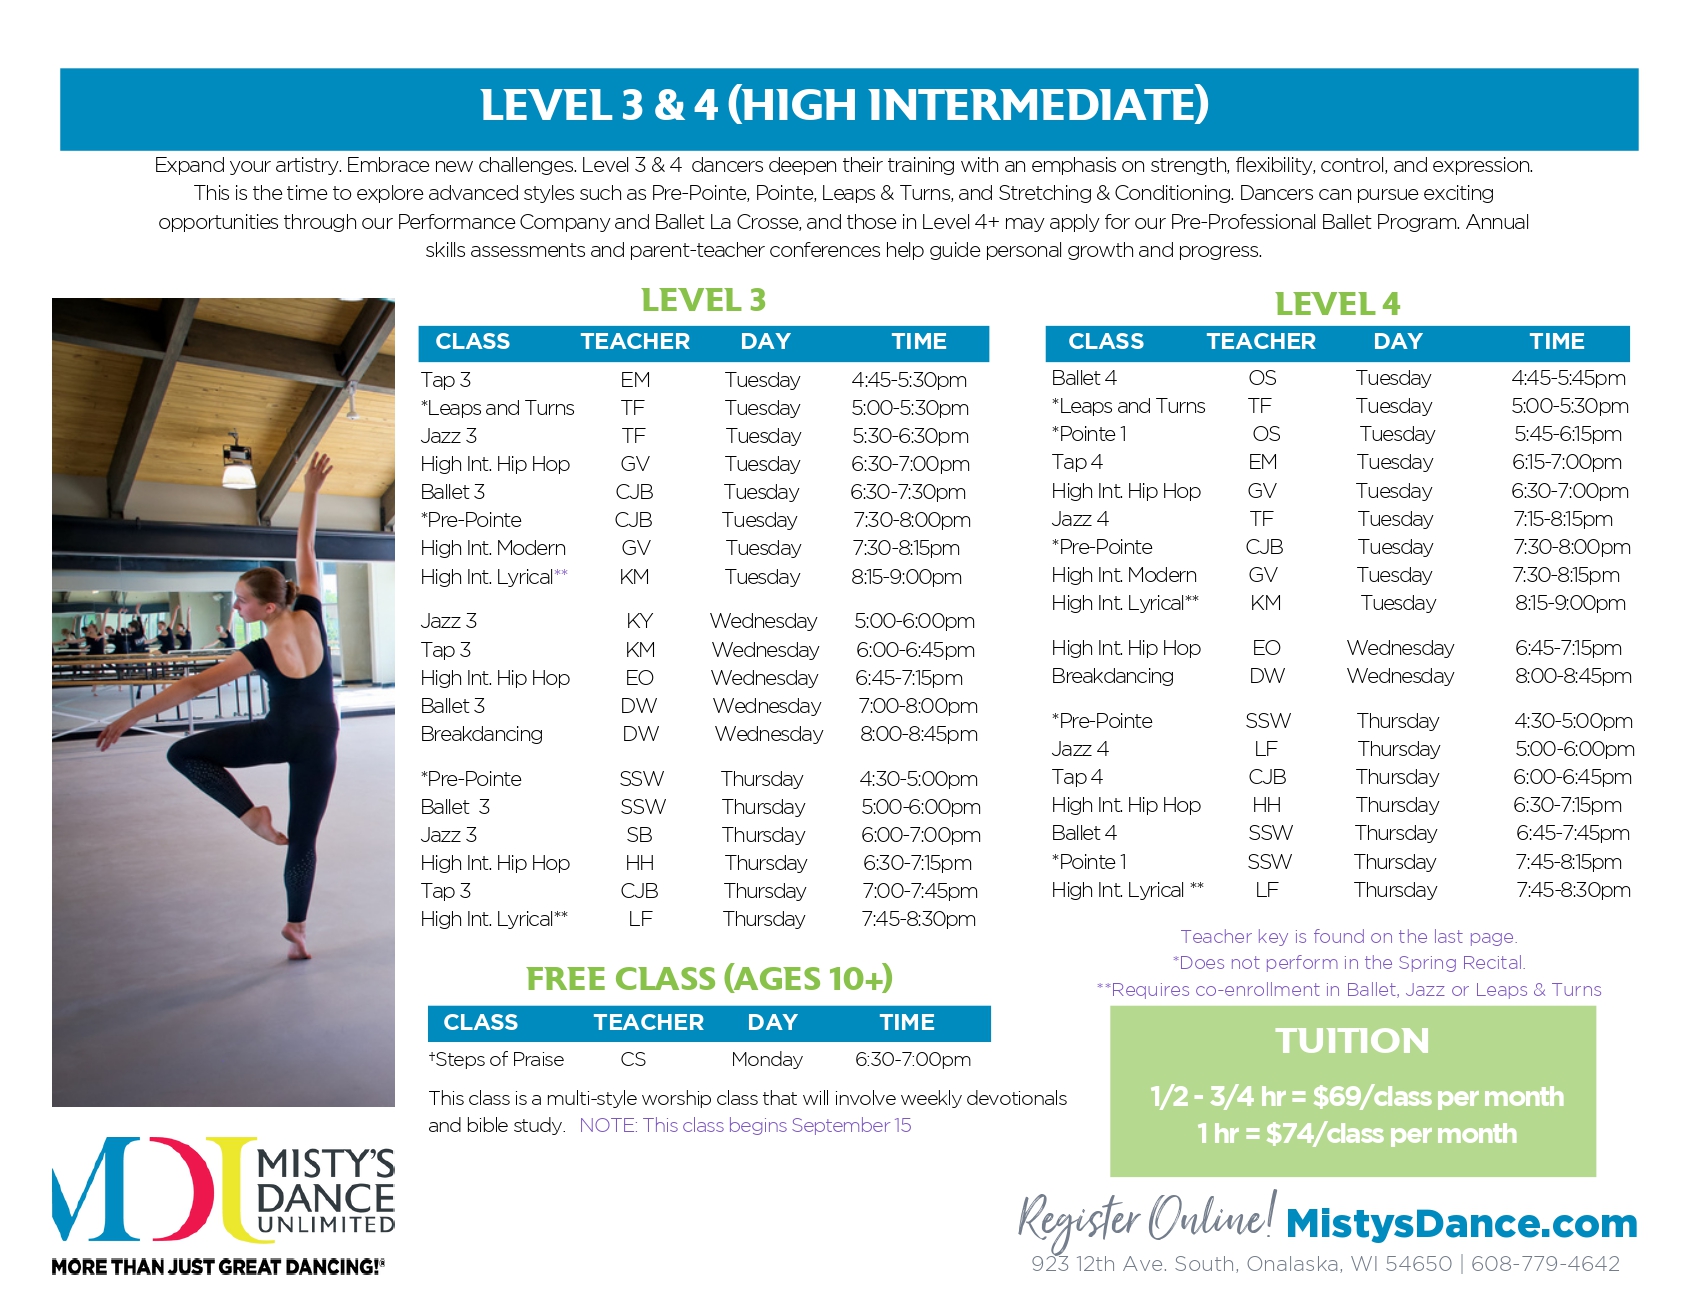 LEVEL 3 & 4 (HIGH INTERMEDIATE)
Expand your artistry. Embrace new challenges. Level 3 & 4 dancers deepen their training with an emphasis on strength, flexibility, control, and expression.
This is the time to explore advanced styles such as Pre-Pointe, Pointe, Leaps & Turns, and Stretching & Conditioning. Dancers can pursue exciting
opportunities through our Performance Company and Ballet La Crosse, and those in Level 4+ may apply for our Pre-Professional Ballet Program. Annual
skills assessments and parent-teacher conferences help guide personal growth and progress.
LEVEL 3
CLASS TEACHER DAY TIME
Tap 3 EM Tuesday 4:45-5:30pm
*Leaps and Turns TF Tuesday 5:00-5:30pm
Jazz 3 TF Tuesday 5:30-6:30pm
High Int. Hip Hop GV Tuesday 6:30-7:00pm
Ballet 3 CJB Tuesday 6:30-7:30pm
*Pre-Pointe CJB Tuesday 7:30-8:00pm
High Int. Modern GV Tuesday 7:30-8:15pm
High Int. Lyrical** KM Tuesday 8:15-9:00pm
Jazz 3 KY Wednesday 5:00-6:00pm
Tap 3 KM Wednesday 6:00-6:45pm
High Int. Hip Hop EO Wednesday 6:45-7:15pm
Ballet 3 DW Wednesday 7:00-8:00pm
Breakdancing DW Wednesday 8:00-8:45pm
*Pre-Pointe SSW Thursday 4:30-5:00pm
Ballet 3 SSW Thursday 5:00-6:00pm
Jazz 3 SB Thursday 6:00-7:00pm
High Int. Hip Hop HH Thursday 6:30-7:15pm
Tap 3 CJB Thursday 7:00-7:45pm
High Int. Lyrical** LF Thursday 7:45-8:30pm
LEVEL 4
CLASS TEACHER DAY TIME
Ballet 4 OS Tuesday 4:45-5:45pm
*Leaps and Turns TF Tuesday 5:00-5:30pm
*Pointe 1 OS Tuesday 5:45-6:15pm
Tap 4 EM Tuesday 6:15-7:00pm
High Int. Hip Hop GV Tuesday 6:30-7:00pm
Jazz 4 TF Tuesday 7:15-8:15pm
*Pre-Pointe CJB Tuesday 7:30-8:00pm
High Int. Modern GV Tuesday 7:30-8:15pm
High Int. Lyrical** KM Tuesday 8:15-9:00pm
High Int. Hip Hop EO Wednesday 6:45-7:15pm
Breakdancing DW Wednesday 8:00-8:45pm
*Pre-Pointe SSW Thursday 4:30-5:00pm
Jazz 4 LF Thursday 5:00-6:00pm
Tap 4 CJB Thursday 6:00-6:45pm
High Int. Hip Hop HH Thursday 6:30-7:15pm
Ballet 4 SSW Thursday 6:45-7:45pm
*Pointe 1 SSW Thursday 7:45-8:15pm
High Int. Lyrical ** LF Thursday 7:45-8:30pm
Teacher key is found on the last page.
*Does not perform in the Spring Recital.
**Requires co-enrollment in Ballet, Jazz or Leaps & Turns
FREE CLASS (AGES 10+)
CLASS TEACHER DAY TIME
†Steps of Praise CS Monday 6:30-7:00pm
This class is a multi-style worship class that will involve weekly devotionals
and bible study. NOTE: This class begins September 15
TUITION
1/2 - 3/4 hr = $69/class per month
1 hr = $74/class per month
MDU
MISTY'S
DANCE
UNLIMITED
MORE THAN JUST GREAT DANCING!®
Register Online! MistysDance.com
923 12th Ave. South, Onalaska, WI 54650 | 608-779-4642